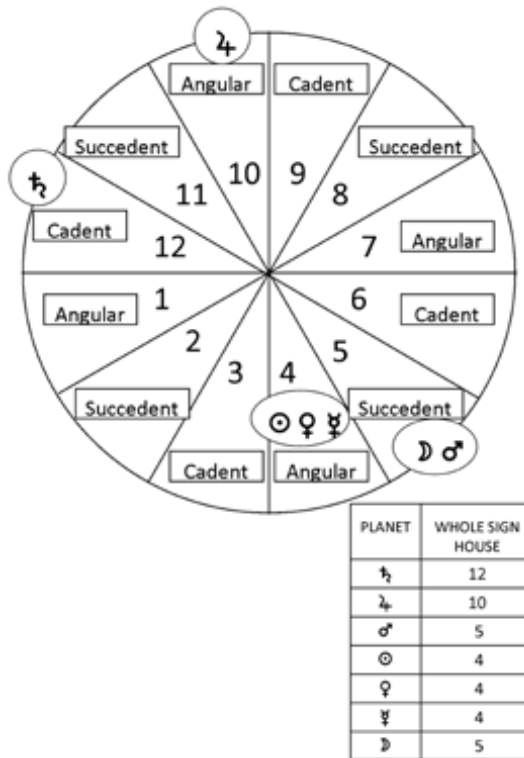 ♃
Angular Cadent
Succedent Succedent
♄
10 9
11 8
Cadent 12 7 Angular
Angular 1 6 Cadent
2 5
3 4
Succedent Succedent
☉ ♀ ☿
☽ ♂
Cadent Angular
PLANET WHOLE SIGN
HOUSE
♄ 12
♃ 10
♂ 5
☉ 4
♀ 4
☿ 4
☽ 5